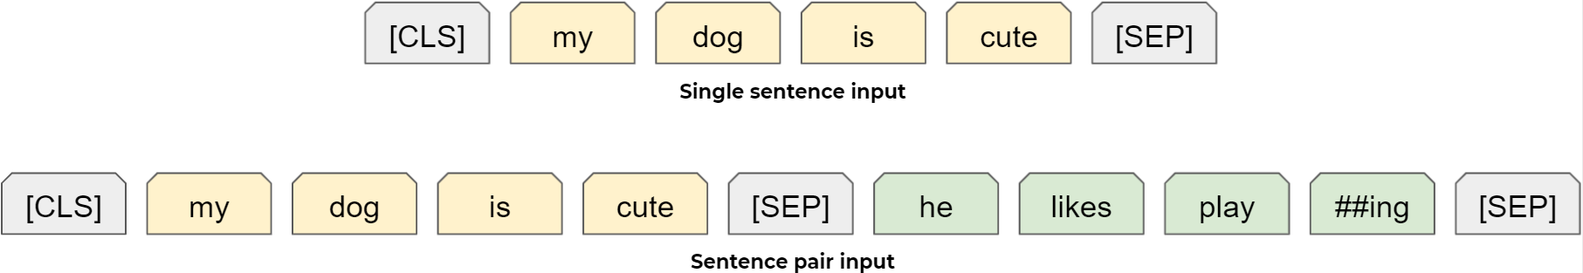 [CLS] my dog is cute [SEP]
Single sentence input
[CLS] my dog is cute [SEP] he likes play ##ing [SEP]
Sentence pair input